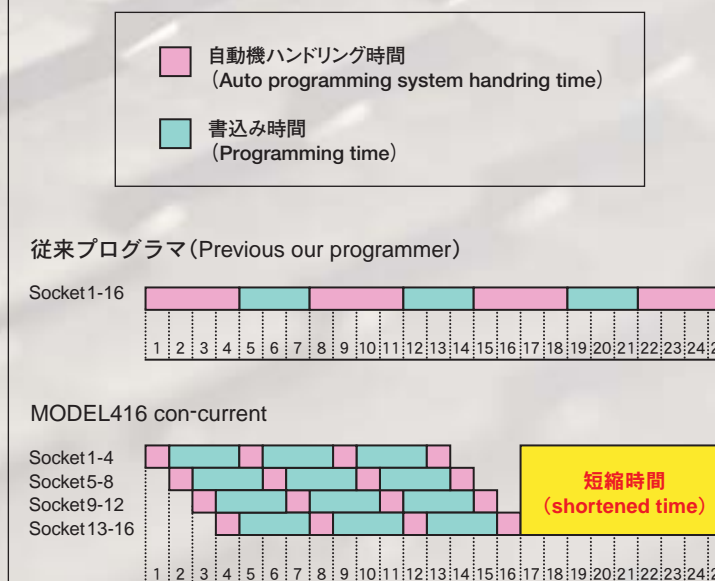 自動機ハンドリング時間
（Auto programming system handring time）
書込み時間
（Programming time）
従来プログラマ（Previous our programmer）
Socket1-16
1 2 3 4 5 6 7 8 9 10 11 12 13 14 15 16 17 18 19 20 21 22 23 24 2
MODEL416 con-current
Socket1-4
Socket5-8
Socket9-12
Socket13-16
短縮時間
（shortened time）
1 2 3 4 5 6 7 8 9 10 11 12 13 14 15 16 17 18 19 20 21 22 23 24 2